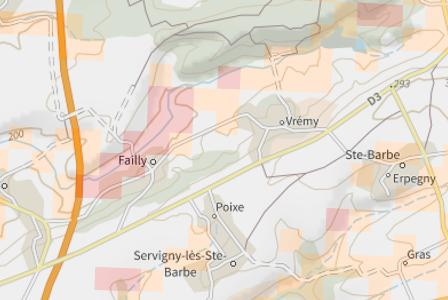 293
D3
Vrémy
200
Failly
Ste-Barbe
Erpegny
Poixe
Servigny-lès-Ste-
Barbe
Gras